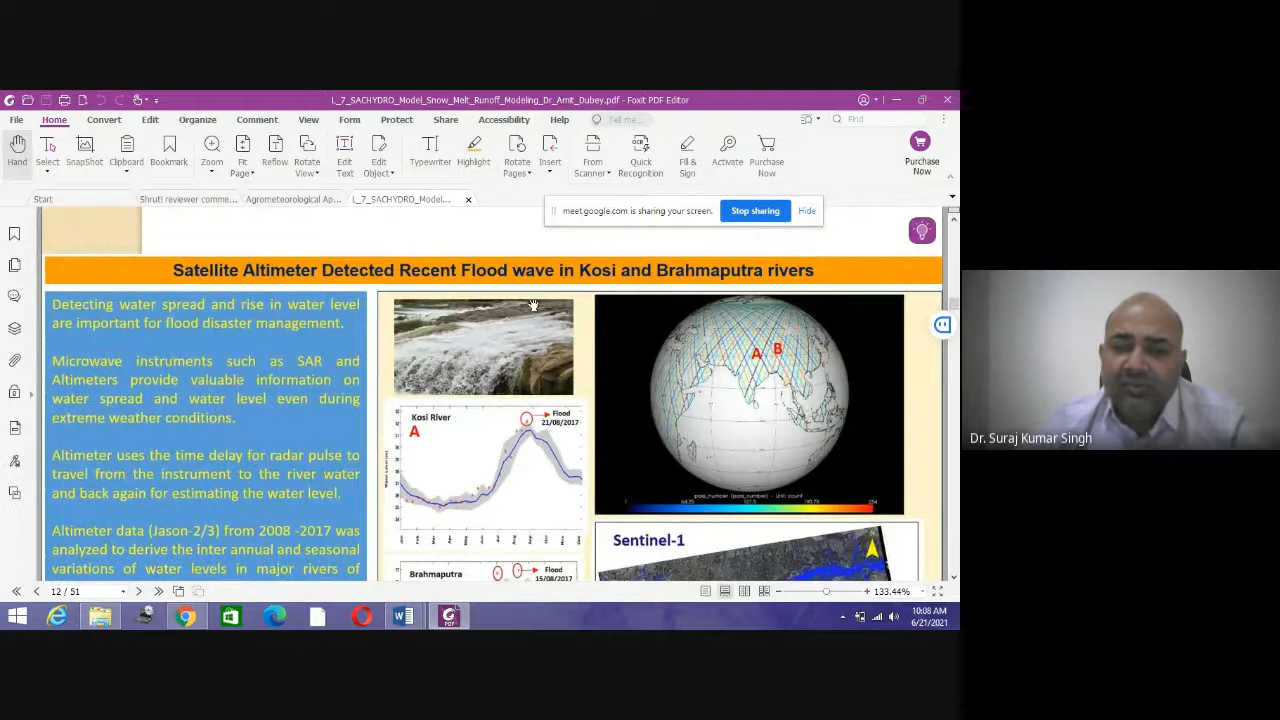 L_7_SACHYDRO_Model_Snow_Melt_Runoff_Modeling_Dr_Amit_Dubey.pdf - Foxit PDF Editor
File Home Convert Edit Organize Comment View Form Protect Share Accessibility Help Tell me... Find
Hand Select SnapShot Clipboard Bookmark Zoom Fit Page Reflow Rotate View Edit Text Edit Object Typewriter Highlight Rotate Pages Insert From Scanner Quick Recognition Fill & Sign Activate Purchase Now Purchase Now
Start Shruti reviewer comme... Agrometeorological Ap... L_7_SACHYDRO_Model...
meet.google.com is sharing your screen. Stop sharing Hide
Satellite Altimeter Detected Recent Flood wave in Kosi and Brahmaputra rivers
Detecting water spread and rise in water level
are important for flood disaster management.
Microwave instruments such as SAR and
Altimeters provide valuable information on
water spread and water level even during
extreme weather conditions.
Altimeter uses the time delay for radar pulse to
travel from the instrument to the river water
and back again for estimating the water level.
Altimeter data (Jason-2/3) from 2008 -2017 was
analyzed to derive the inter annual and seasonal
variations of water levels in major rivers of
Kosi River
A
Flood
21/08/2017
Brahmaputra
Flood
15/08/2017
A B
Sentinel-1
Dr. Suraj Kumar Singh
12 / 51
133.44%
10:08 AM
6/21/2021